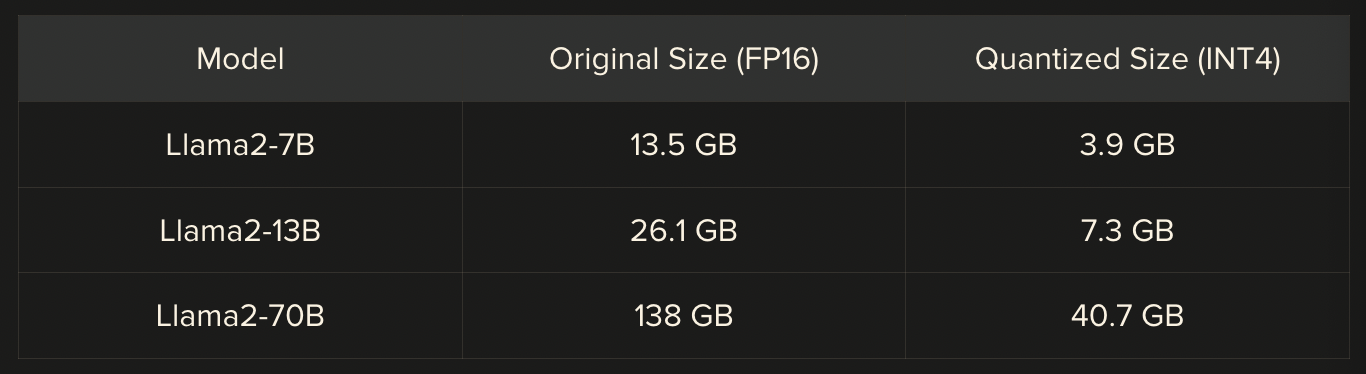 Model Original Size (FP16) Quantized Size (INT4)
Llama2-7B 13.5 GB 3.9 GB
Llama2-13B 26.1 GB 7.3 GB
Llama2-70B 138 GB 40.7 GB